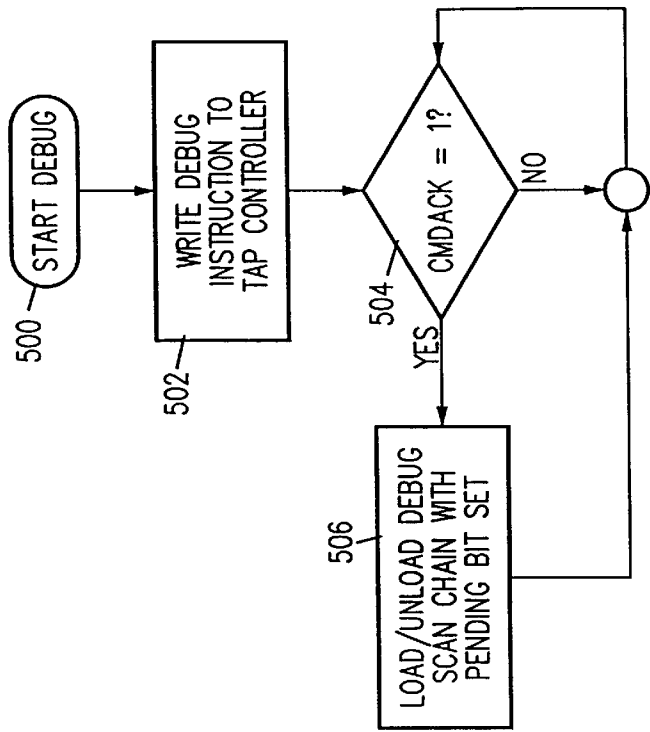 START DEBUG
500
WRITE DEBUG
INSTRUCTION TO
TAP CONTROLLER
502
CMDACK = 1?
504
YES
NO
LOAD/UNLOAD DEBUG
SCAN CHAIN WITH
PENDING BIT SET
506